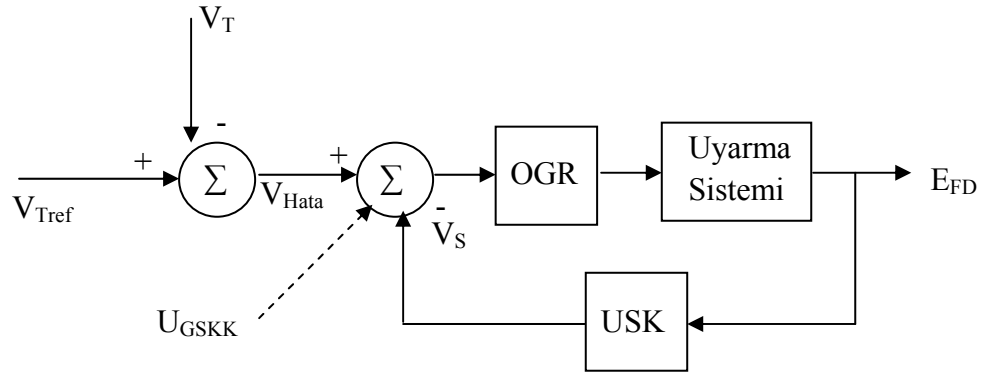 V_T
-
+
Σ
V_Tref
V_Hata
+
Σ
-
V_S
OGR
Uyarma
Sistemi
E_FD
U_GSKK
USK